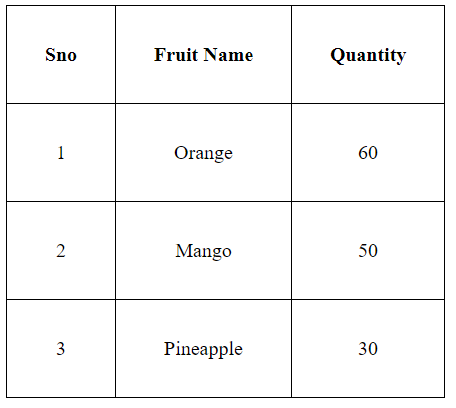 Sno Fruit Name Quantity
1 Orange 60
2 Mango 50
3 Pineapple 30